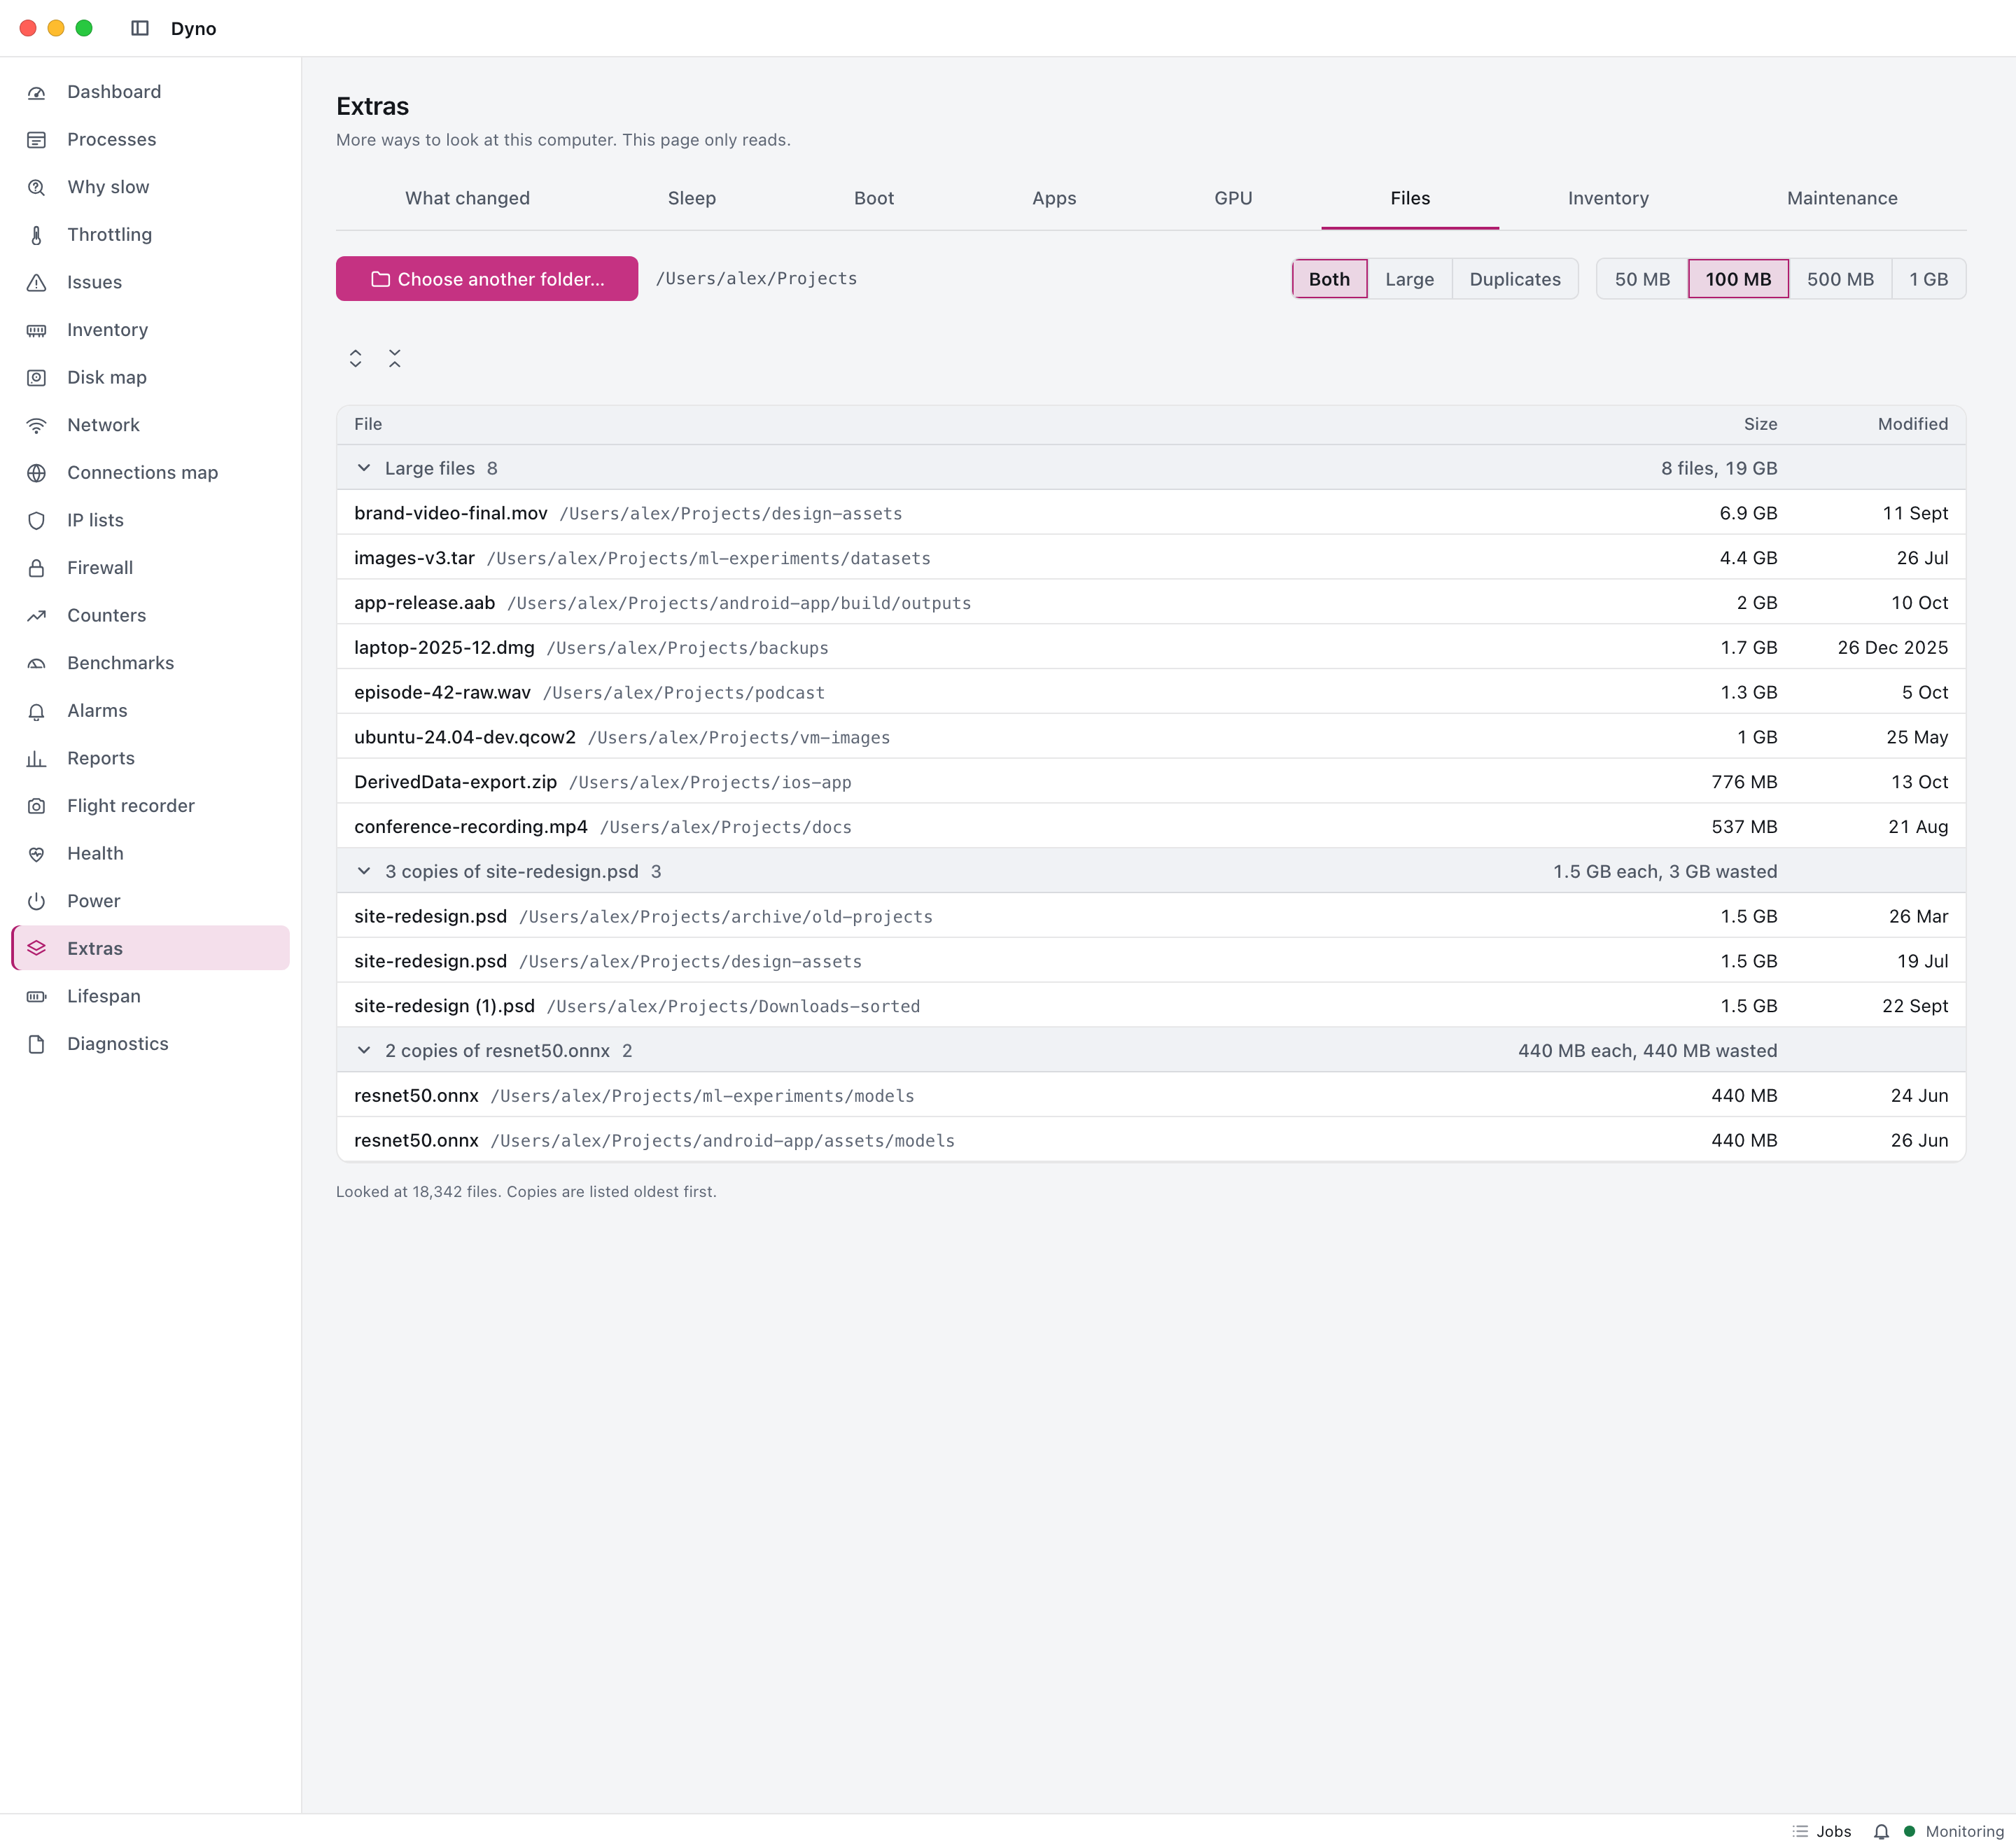 Dyno
Dashboard
Processes
Why slow
Throttling
Issues
Inventory
Disk map
Network
Connections map
IP lists
Firewall
Counters
Benchmarks
Alarms
Reports
Flight recorder
Health
Power
Extras
Lifespan
Diagnostics
Extras
More ways to look at this computer. This page only reads.
What changed Sleep Boot Apps GPU Files Inventory Maintenance
Choose another folder... /Users/alex/Projects Both Large Duplicates 50 MB 100 MB 500 MB 1 GB
File Size Modified
Large files 8 8 files, 19 GB
brand-video-final.mov /Users/alex/Projects/design-assets 6.9 GB 11 Sept
images-v3.tar /Users/alex/Projects/ml-experiments/datasets 4.4 GB 26 Jul
app-release.aab /Users/alex/Projects/android-app/build/outputs 2 GB 10 Oct
laptop-2025-12.dmg /Users/alex/Projects/backups 1.7 GB 26 Dec 2025
episode-42-raw.wav /Users/alex/Projects/podcast 1.3 GB 5 Oct
ubuntu-24.04-dev.qcow2 /Users/alex/Projects/vm-images 1 GB 25 May
DerivedData-export.zip /Users/alex/Projects/ios-app 776 MB 13 Oct
conference-recording.mp4 /Users/alex/Projects/docs 537 MB 21 Aug
3 copies of site-redesign.psd 3 1.5 GB each, 3 GB wasted
site-redesign.psd /Users/alex/Projects/archive/old-projects 1.5 GB 26 Mar
site-redesign.psd /Users/alex/Projects/design-assets 1.5 GB 19 Jul
site-redesign (1).psd /Users/alex/Projects/Downloads-sorted 1.5 GB 22 Sept
2 copies of resnet50.onnx 2 440 MB each, 440 MB wasted
resnet50.onnx /Users/alex/Projects/ml-experiments/models 440 MB 24 Jun
resnet50.onnx /Users/alex/Projects/android-app/assets/models 440 MB 26 Jun
Looked at 18,342 files. Copies are listed oldest first.
Jobs Monitoring